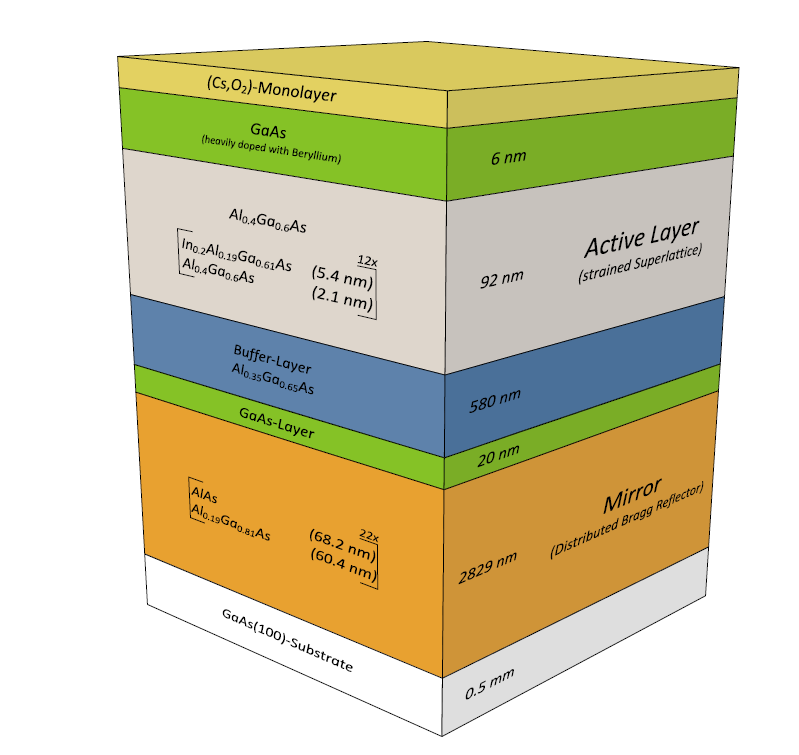 (Cs,O₂)-Monolayer
GaAs
(heavily doped with Beryllium)
6 nm
Al₀.₄Ga₀.₆As
12x
In₀.₂Al₀.₁₉Ga₀.₆₁As (5.4 nm)
Al₀.₄Ga₀.₆As (2.1 nm)
Active Layer
(strained Superlattice)
92 nm
Buffer-Layer
Al₀.₃₅Ga₀.₆₅As
580 nm
GaAs-Layer
20 nm
22x
AlAs (68.2 nm)
Al₀.₁₉Ga₀.₈₁As (60.4 nm)
Mirror
(Distributed Bragg Reflector)
2829 nm
GaAs(100)-Substrate
0.5 mm